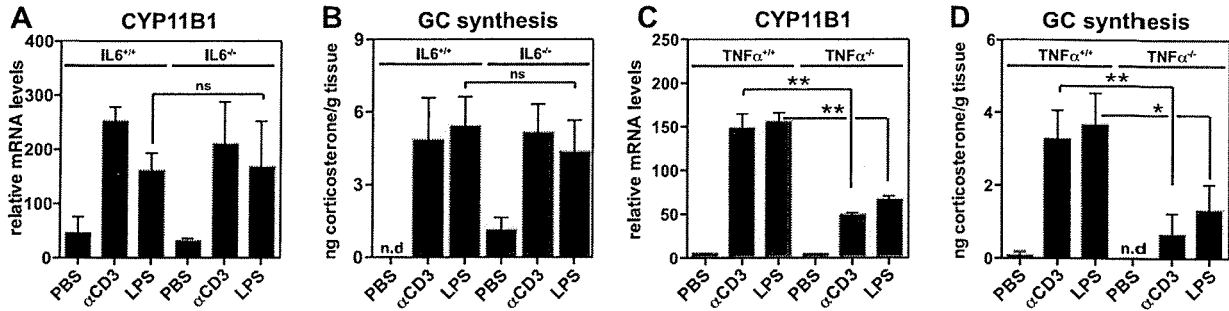 A
CYP11B1
relative mRNA levels
400
300
200
100
0
IL6+/+ IL6-/-
ns
PBS
αCD3
LPS
PBS
αCD3
LPS
B
GC synthesis
ng corticosterone/g tissue
9
6
3
0
IL6+/+ IL6-/-
ns
n.d
PBS
αCD3
LPS
PBS
αCD3
LPS
C
CYP11B1
relative mRNA levels
250
200
150
100
50
0
TNFα+/+ TNFα-/-
**
**
PBS
αCD3
LPS
PBS
αCD3
LPS
D
GC synthesis
ng corticosterone/g tissue
6
4
2
0
TNFα+/+ TNFα-/-
**
*
n.d
PBS
αCD3
LPS
PBS
αCD3
LPS